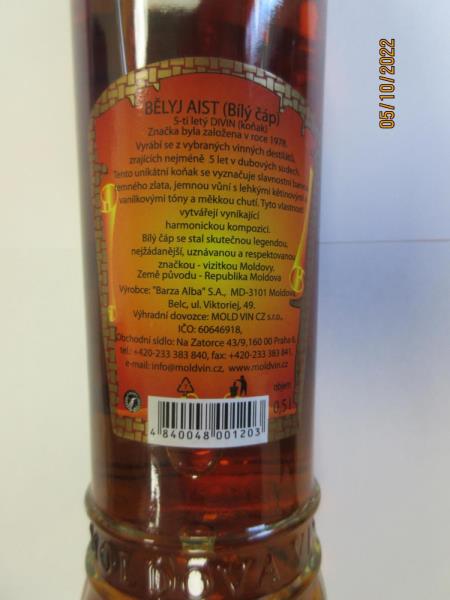 BĚLYJ AIST (Bílý čáp)
5-ti letý DIVIN (koňak)
Značka byla založena v roce 1978.
Vyrábí se z vybraných vinných destilátů,
zrajících nejméně 5 let v dubových sudech.
Tento unikátní koňak se vyznačuje slavnostní barvou
temného zlata, jemnou vůní s lehkými květinovými a
vanilkovými tóny a měkkou chutí. Tyto vlastnosti
vytvářejí vynikající
harmonickou kompozici.
Bílý čáp se stal skutečnou legendou,
nejžádanější, uznávanou a respektovanou
značkou - vizitkou Moldovy.
Země původu - Republika Moldova
Výrobce: "Barza Alba" S.A., MD-3101 Moldova
Belc, ul. Viktoriej, 49.
Výhradní dovozce: MOLD VIN CZ s.r.o.,
IČO: 60646918,
Obchodní sídlo: Na Zatorce 43/9,160 00 Praha 6,
tel.: +420-233 383 840, fax: +420-233 383 841,
e-mail: info@moldvin.cz, www.moldvin.cz
objem
0,5 l
4 840048 001203
MOLDOVA
05/10/2022